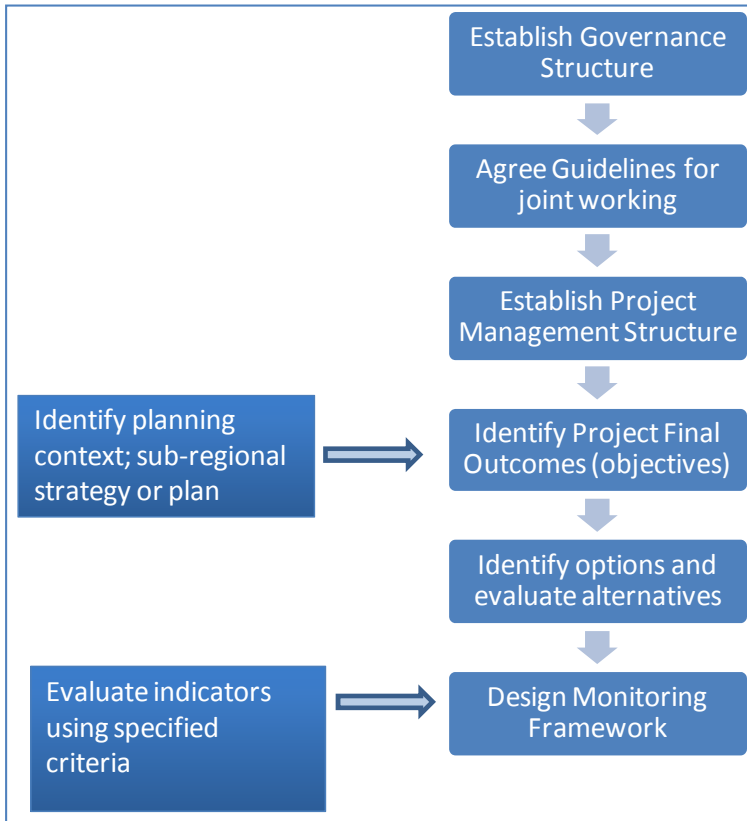 Establish Governance
Structure
Agree Guidelines for
joint working
Establish Project
Management Structure
Identify planning
context; sub-regional
strategy or plan
Identify Project Final
Outcomes (objectives)
Identify options and
evaluate alternatives
Evaluate indicators
using specified
criteria
Design Monitoring
Framework